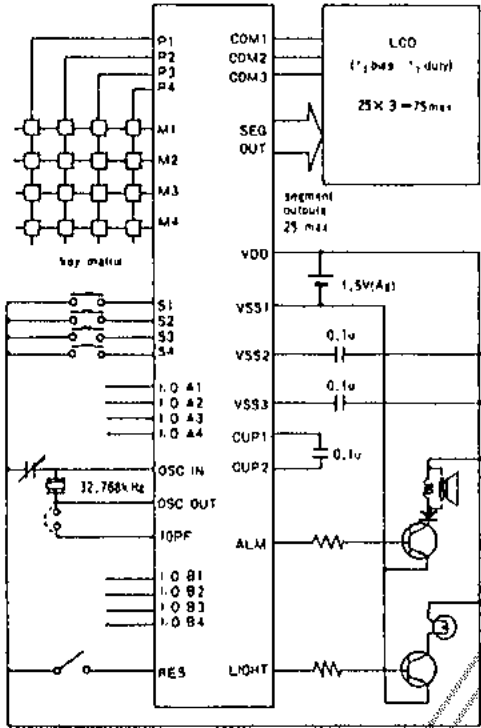 P1
P2
P3
P4
M1
M2
M3
M4
key matrix
S1
S2
S3
S4
I.O A1
I.O A2
I.O A3
I.O A4
OSC IN
32.768kHz
OSC OUT
10PF
I.O B1
I.O B2
I.O B3
I.O B4
RES
COM1
COM2
COM3
SEG
OUT
LCD
25 × 3 = 75max
segment
outputs
25 max
VDD
1.5V(Ag)
VSS1
VSS2
0.1u
VSS3
0.1u
CUP1
CUP2
0.1u
ALM
LIGHT